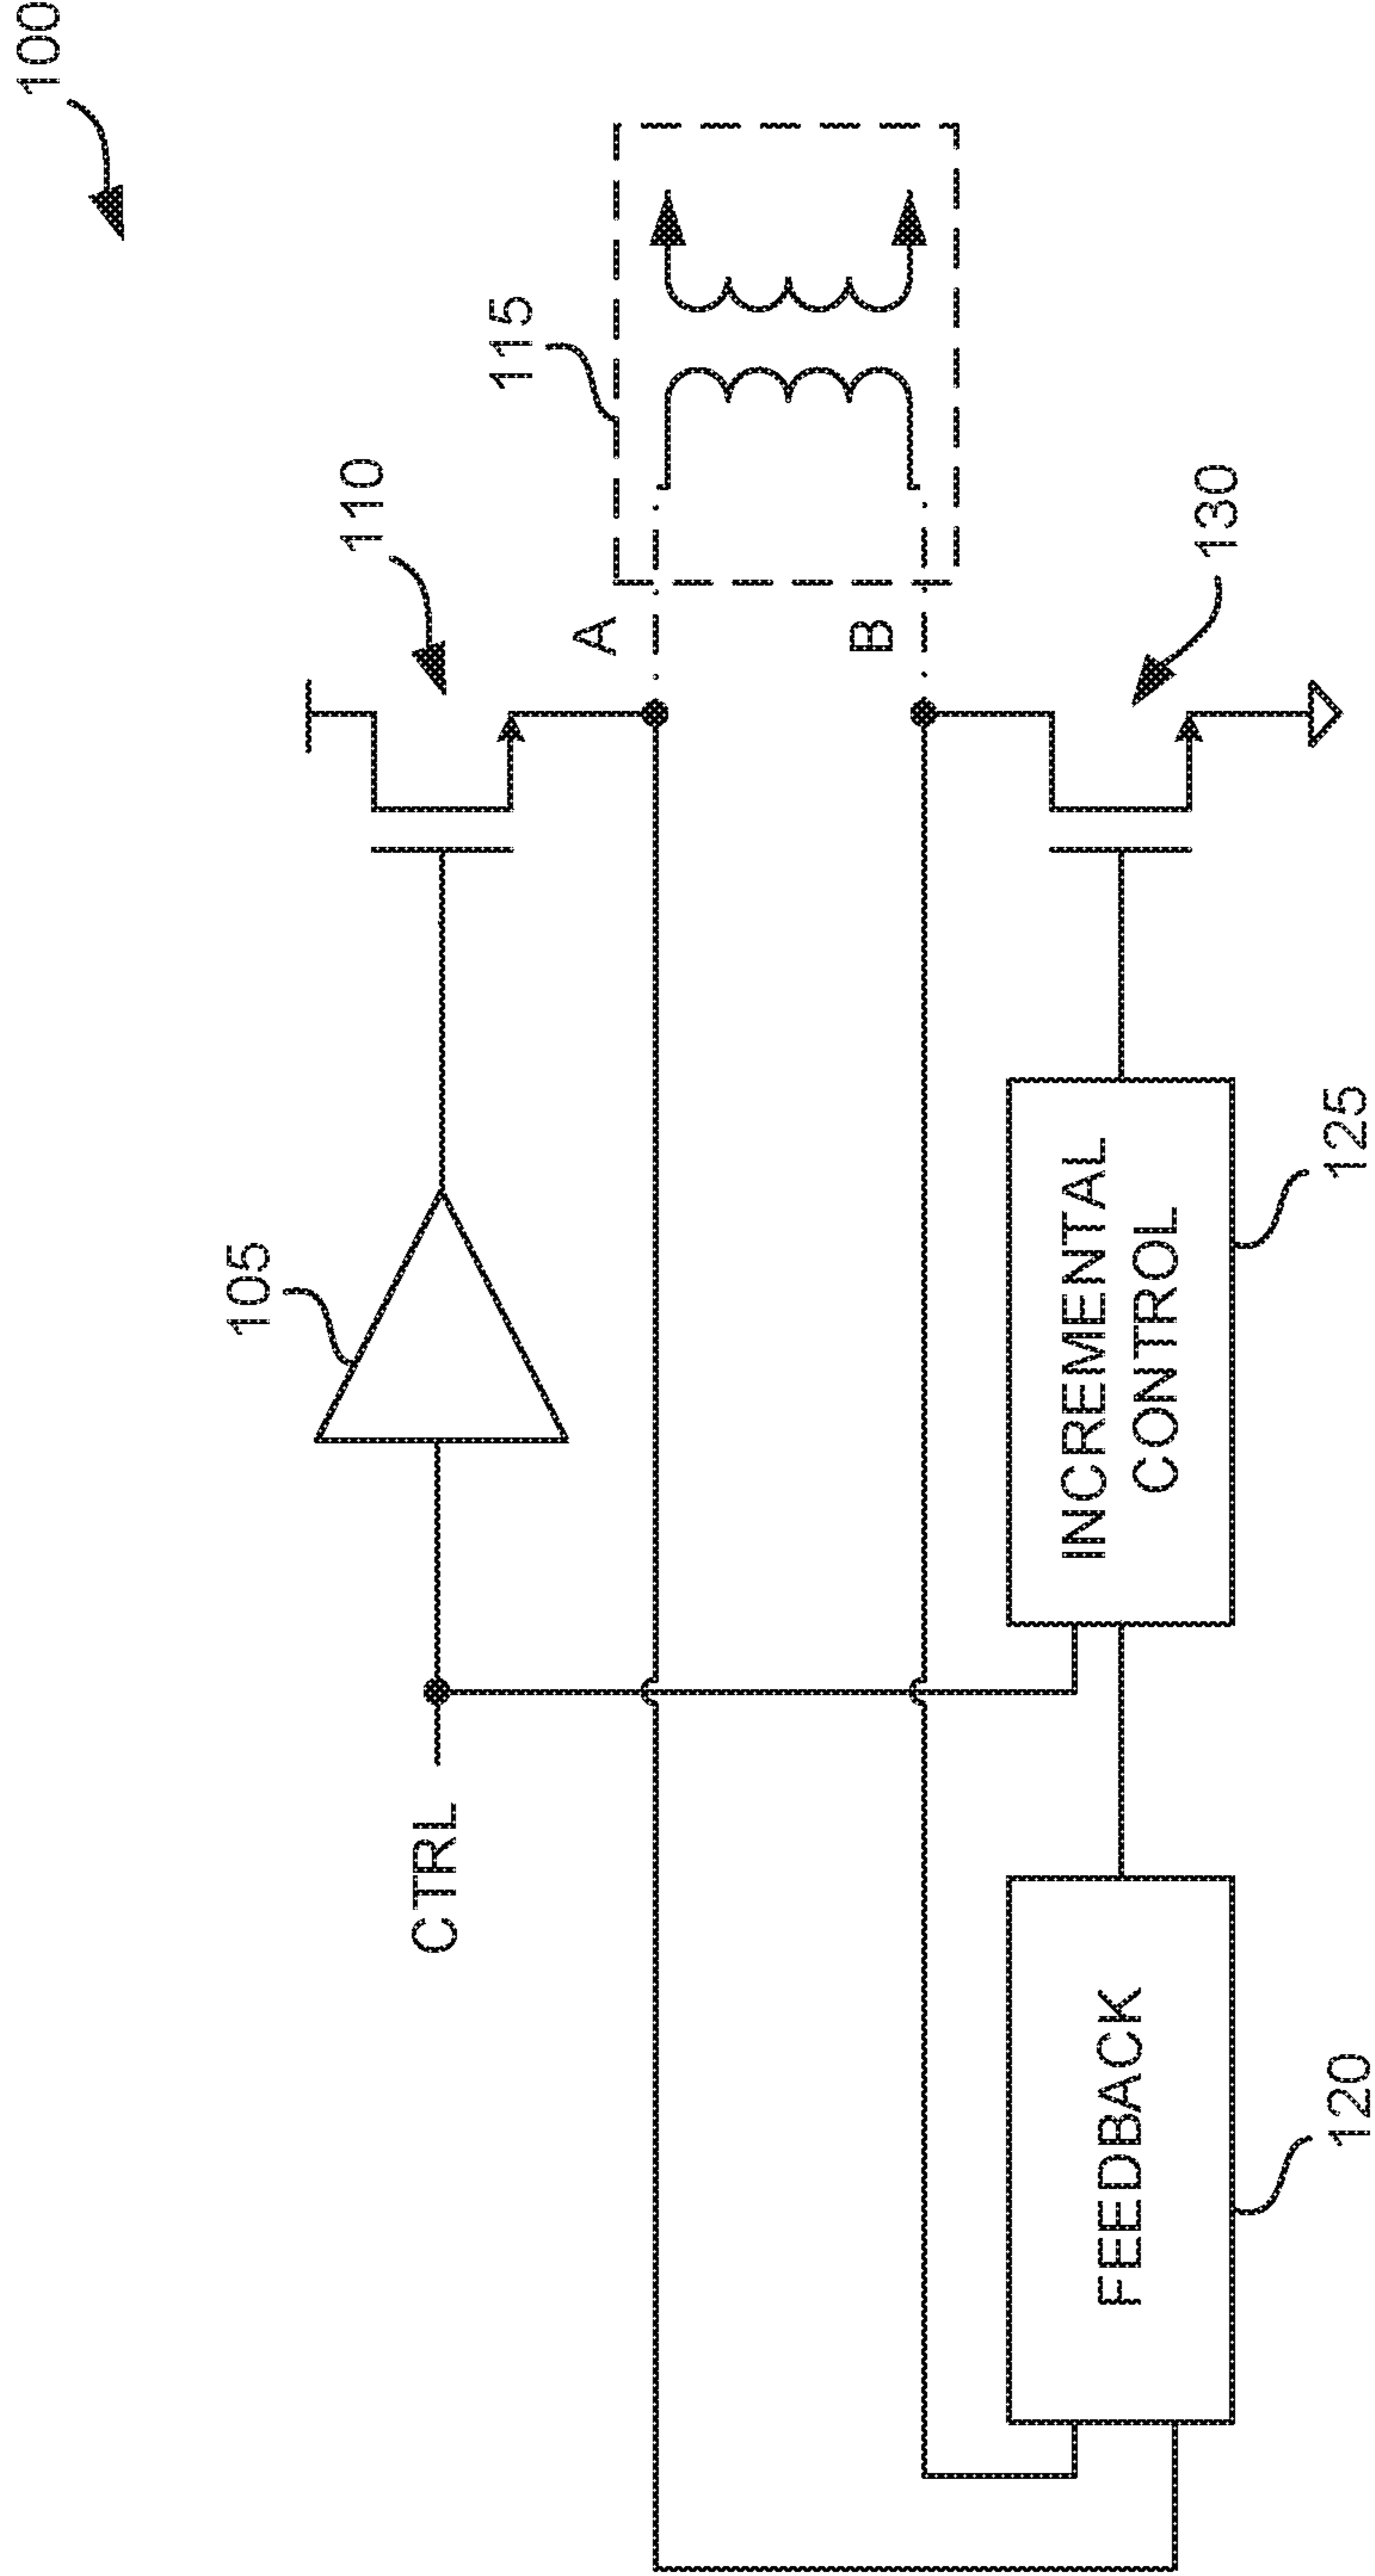 100
110
115
105
A
B
CTRL
130
INCREMENTAL
CONTROL
125
FEEDBACK
120